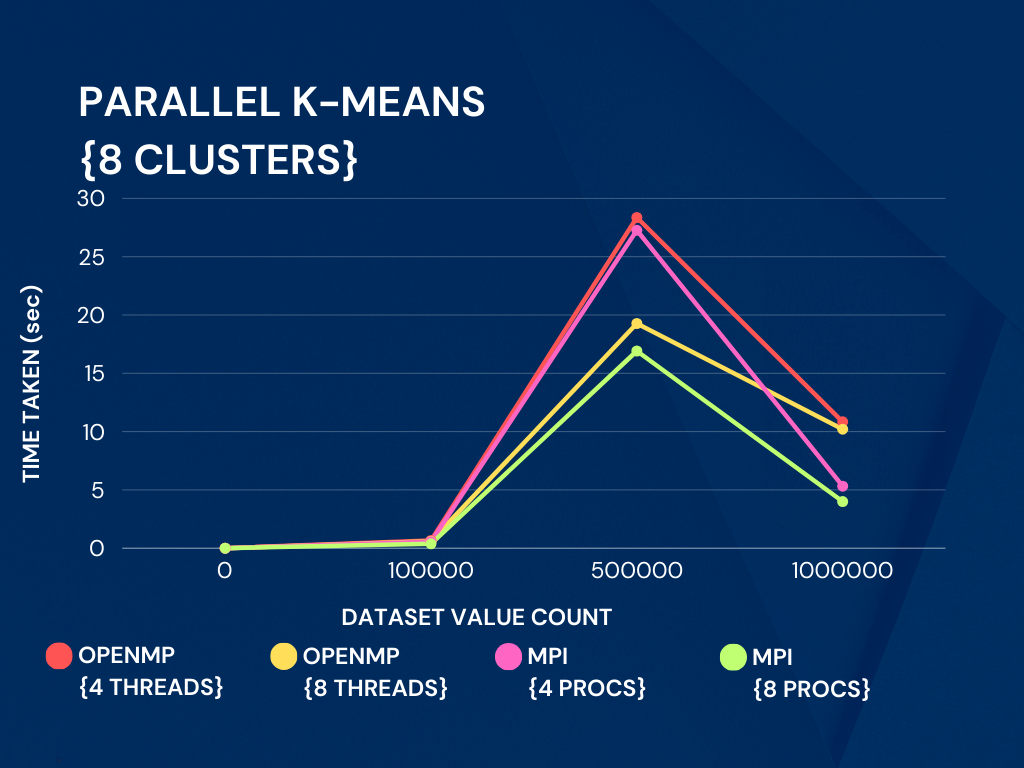 PARALLEL K-MEANS
{8 CLUSTERS}
30
25
20
15
10
5
0
TIME TAKEN (sec)
0 100000 500000 1000000
DATASET VALUE COUNT
OPENMP
{4 THREADS}
OPENMP
{8 THREADS}
MPI
{4 PROCS}
MPI
{8 PROCS}